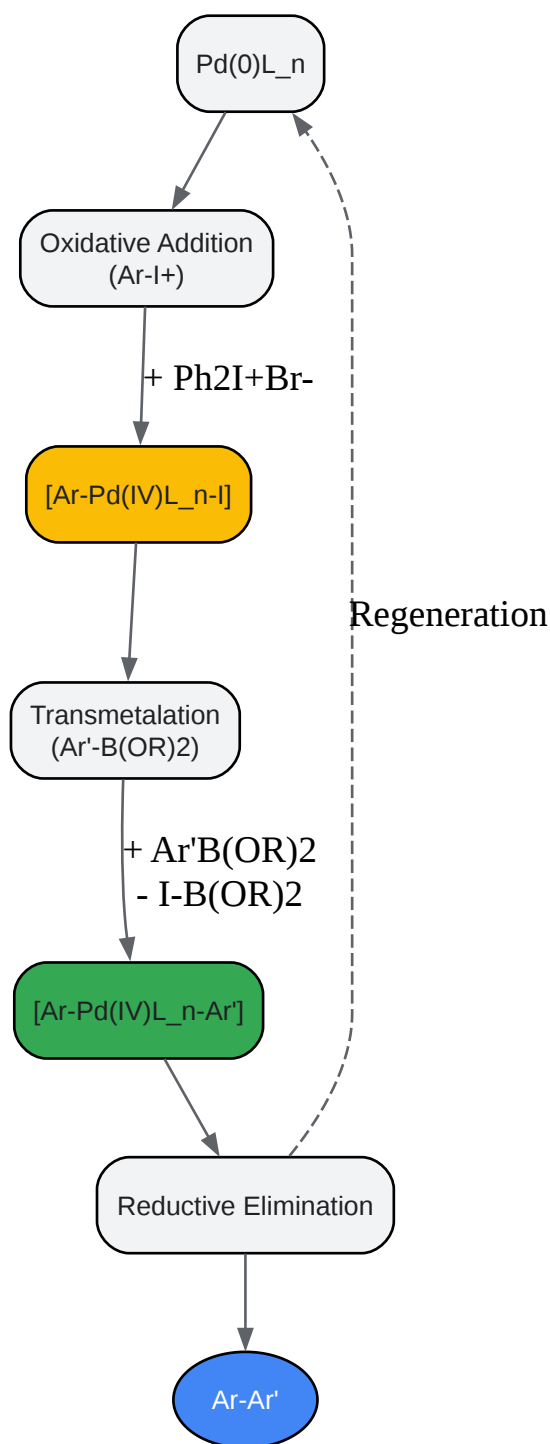 Pd(0)L_n
Oxidative Addition
(Ar-I+)
+ Ph2I+Br-
[Ar-Pd(IV)L_n-I]
Regeneration
Transmetalation
(Ar'-B(OR)2)
+ Ar'B(OR)2
- I-B(OR)2
[Ar-Pd(IV)L_n-Ar']
Reductive Elimination
Ar-Ar'